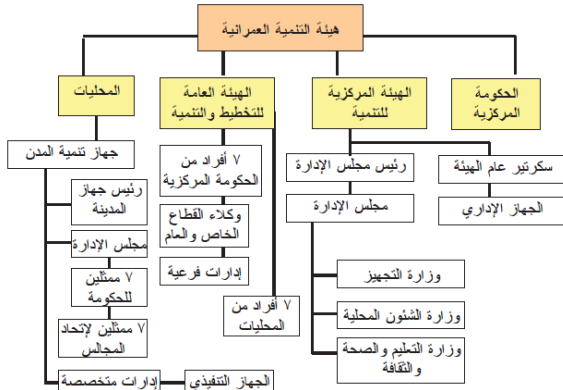 هيئة التنمية العمرانية
الحكومة
المركزية
الهيئة المركزية
للتنمية
الهيئة العامة
للتخطيط والتنمية
المحليات
سكرتير عام الهيئة
الجهاز الإداري
رئيس مجلس الإدارة
مجلس الإدارة
وزارة التجهيز
وزارة الشئون المحلية
وزارة التعليم والصحة
والثقافة
٧ أفراد من
الحكومة المركزية
وكلاء القطاع
الخاص والعام
إدارات فرعية
٧ أفراد من
المحليات
جهاز تنمية المدن
رئيس جهاز
المدينة
مجلس الإدارة
٧ ممثلين
للحكومة
٧ ممثلين لإتحاد
المجالس
إدارات متخصصة
الجهاز التنفيذي